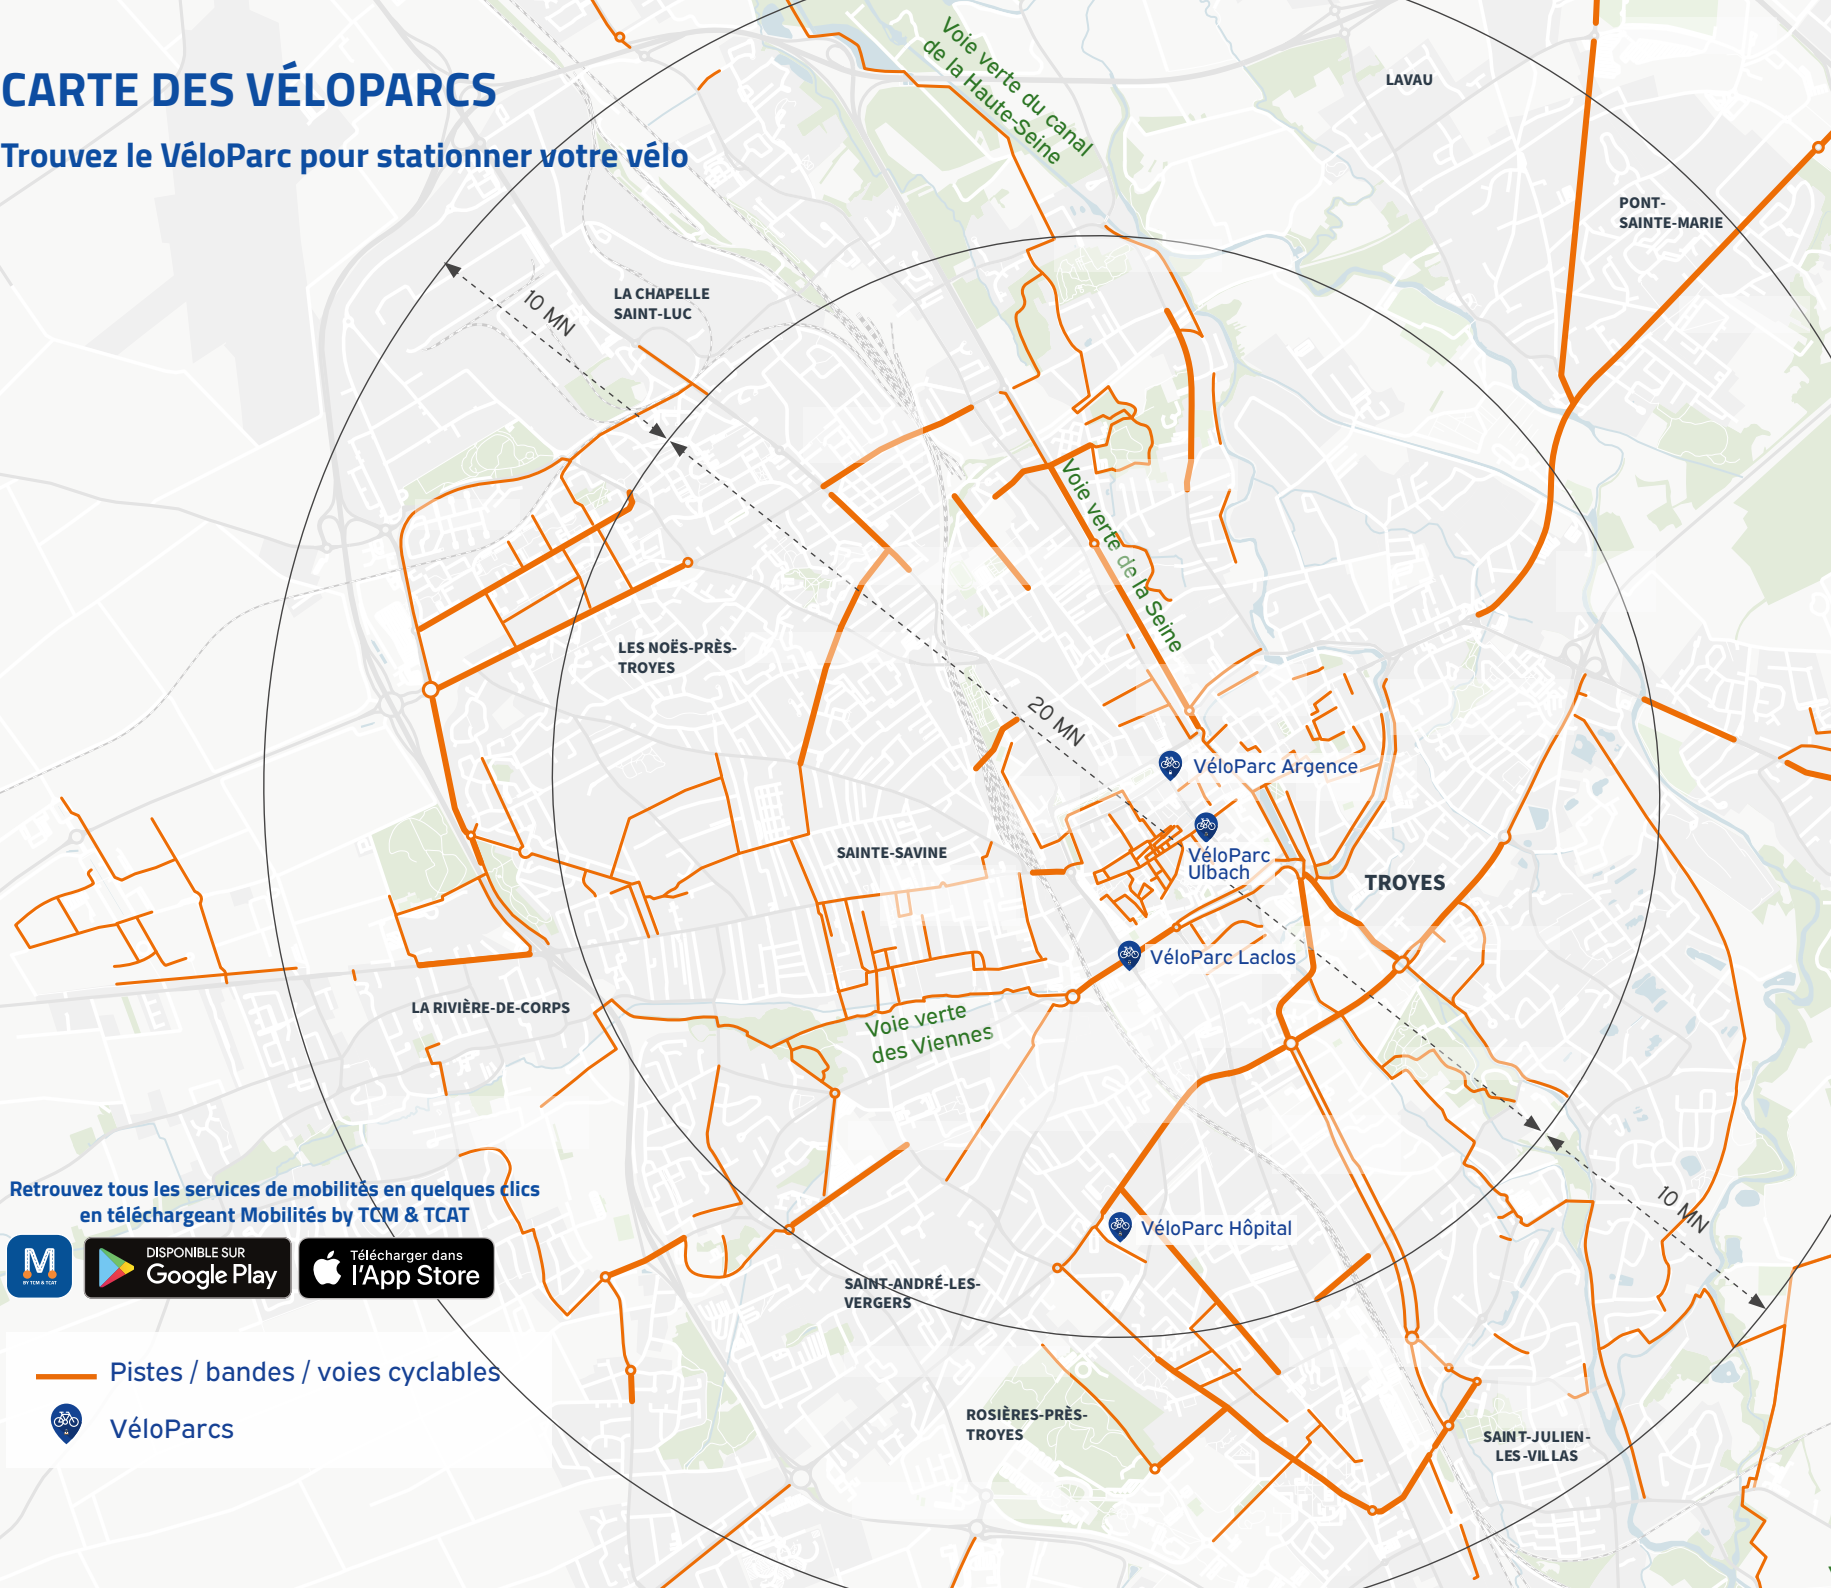 CARTE DES VÉLOPARCS
Trouvez le VéloParc pour stationner votre vélo
Voie verte du canal
de la Haute-Seine
LAVAU
PONT-
SAINTE-MARIE
10 MN
LA CHAPELLE
SAINT-LUC
Voie verte de la Seine
LES NOËS-PRÈS-
TROYES
20 MN
VéloParc Argence
VéloParc
Ulbach
SAINTE-SAVINE
TROYES
VéloParc Laclos
LA RIVIÈRE-DE-CORPS
Voie verte
des Viennes
Retrouvez tous les services de mobilités en quelques clics
en téléchargeant Mobilités by TCM & TCAT
10 MN
VéloParc Hôpital
M
BY TCM & TCAT
DISPONIBLE SUR
Google Play
Télécharger dans
l'App Store
SAINT-ANDRÉ-LES-
VERGERS
Pistes / bandes / voies cyclables
VéloParcs
ROSIÈRES-PRÈS-
TROYES
SAINT-JULIEN-
LES-VILLAS